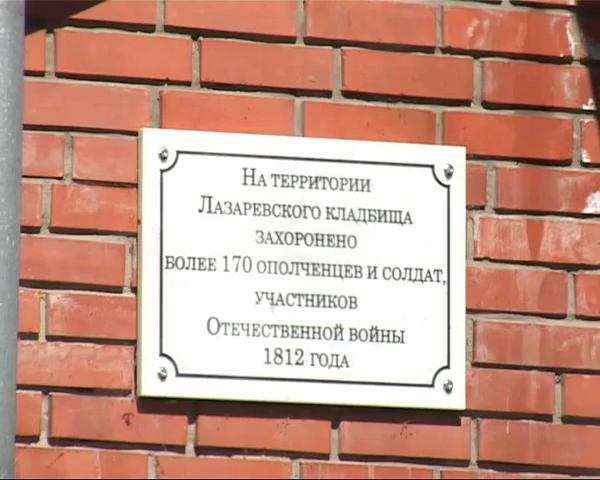 На территории
Лазаревского кладбища
захоронено
более 170 ополченцев и солдат,
участников
Отечественной войны
1812 года